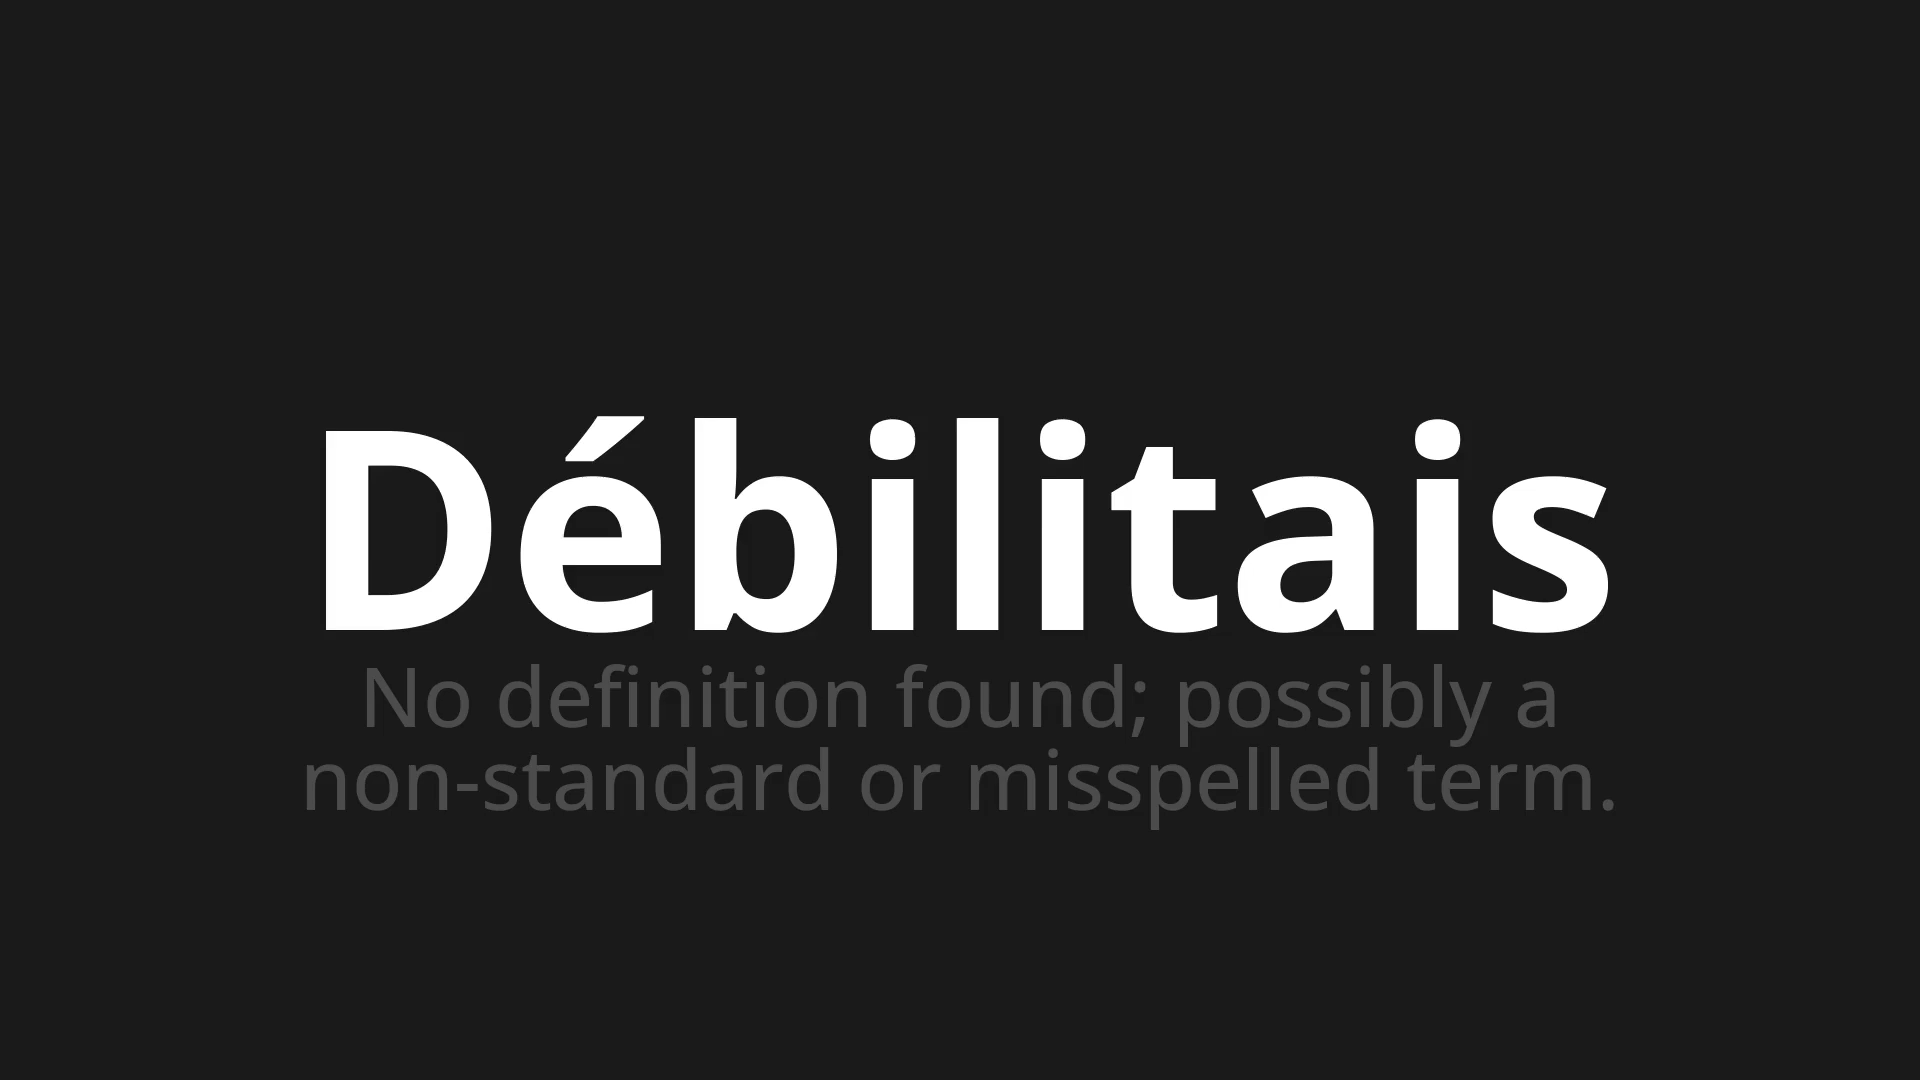 Débilitais
No definition found; possibly a
non-standard or misspelled term.